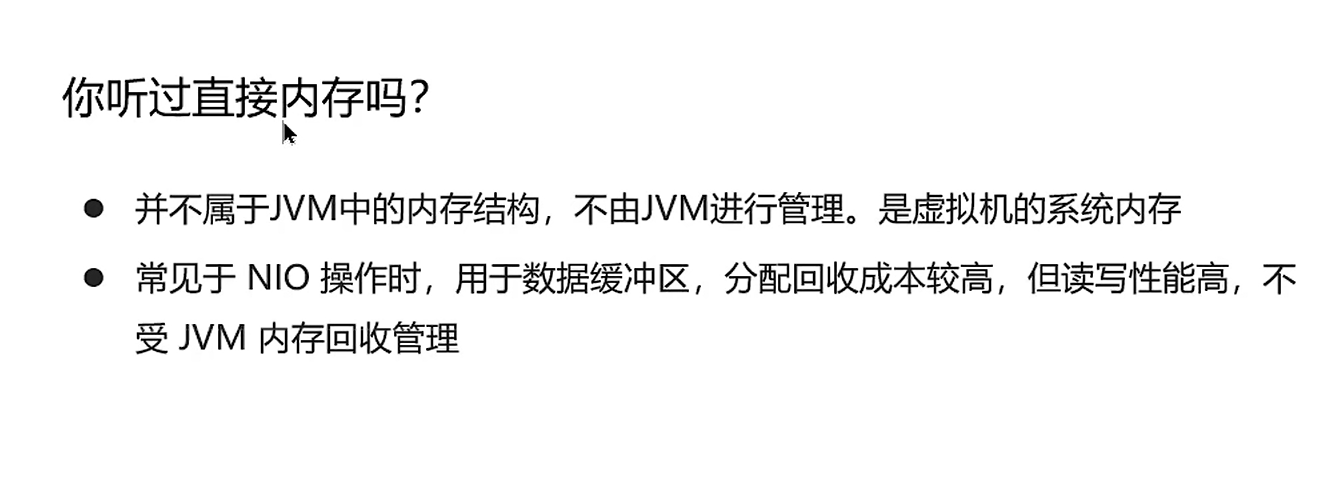 你听过直接内存吗？
● 并不属于JVM中的内存结构，不由JVM进行管理。是虚拟机的系统内存
● 常见于 NIO 操作时，用于数据缓冲区，分配回收成本较高，但读写性能高，不
受 JVM 内存回收管理